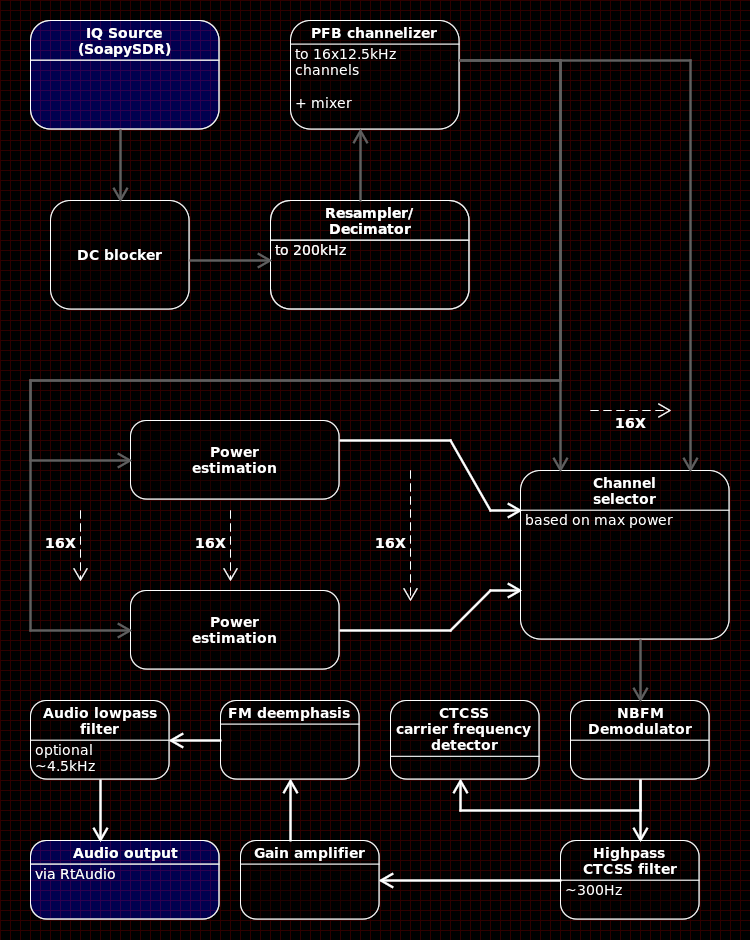 IQ Source
(SoapySDR)
PFB channelizer
to 16x12.5kHz
channels
+ mixer
DC blocker
Resampler/
Decimator
to 200kHz
16X
Power
estimation
Channel
selector
based on max power
16X
16X
16X
Power
estimation
Audio lowpass
filter
optional
~4.5kHz
FM deemphasis
CTCSS
carrier frequency
detector
NBFM
Demodulator
Audio output
via RtAudio
Gain amplifier
Highpass
CTCSS filter
~300Hz